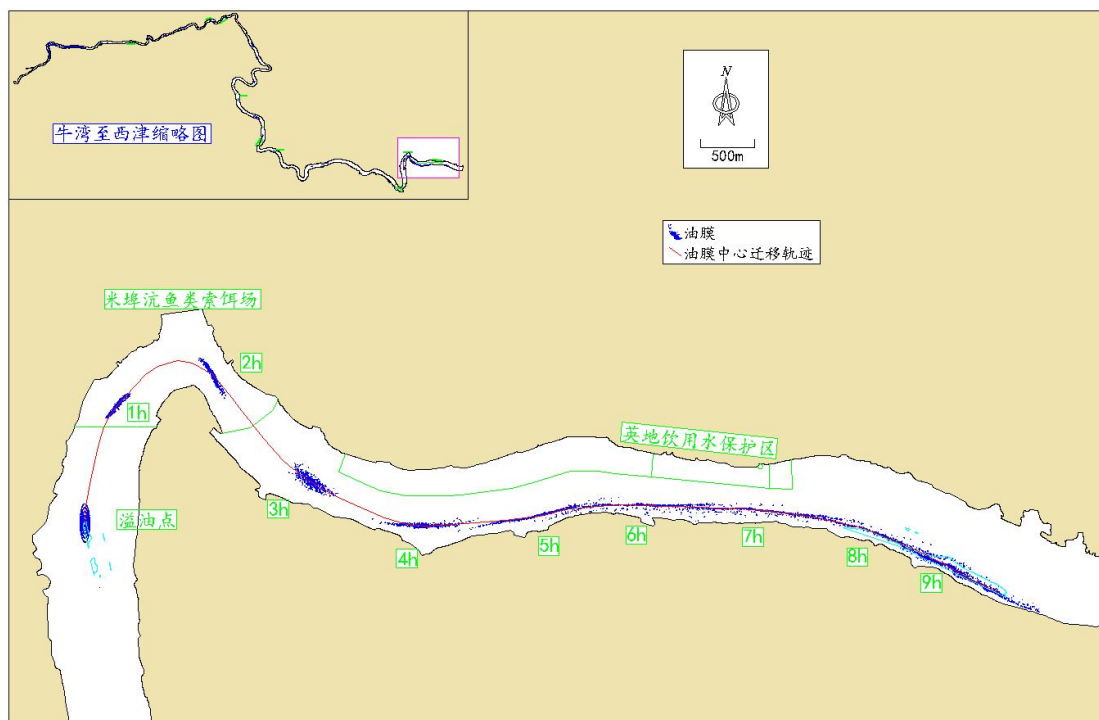 牛湾至西津缩略图
N
500m
油膜
油膜中心迁移轨迹
米埠沆鱼类索饵场
2h
1h
英地饮用水保护区
溢油点
3h
4h
5h
6h
7h
8h
9h